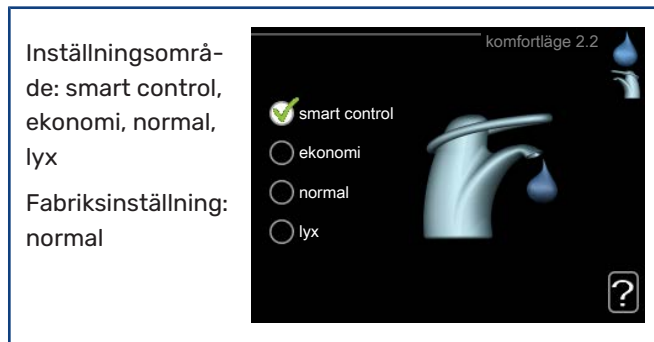 Inställningsområ-
de: smart control,
ekonomi, normal,
lyx
Fabriksinställning:
normal
komfortläge 2.2
smart control
ekonomi
normal
lyx
?